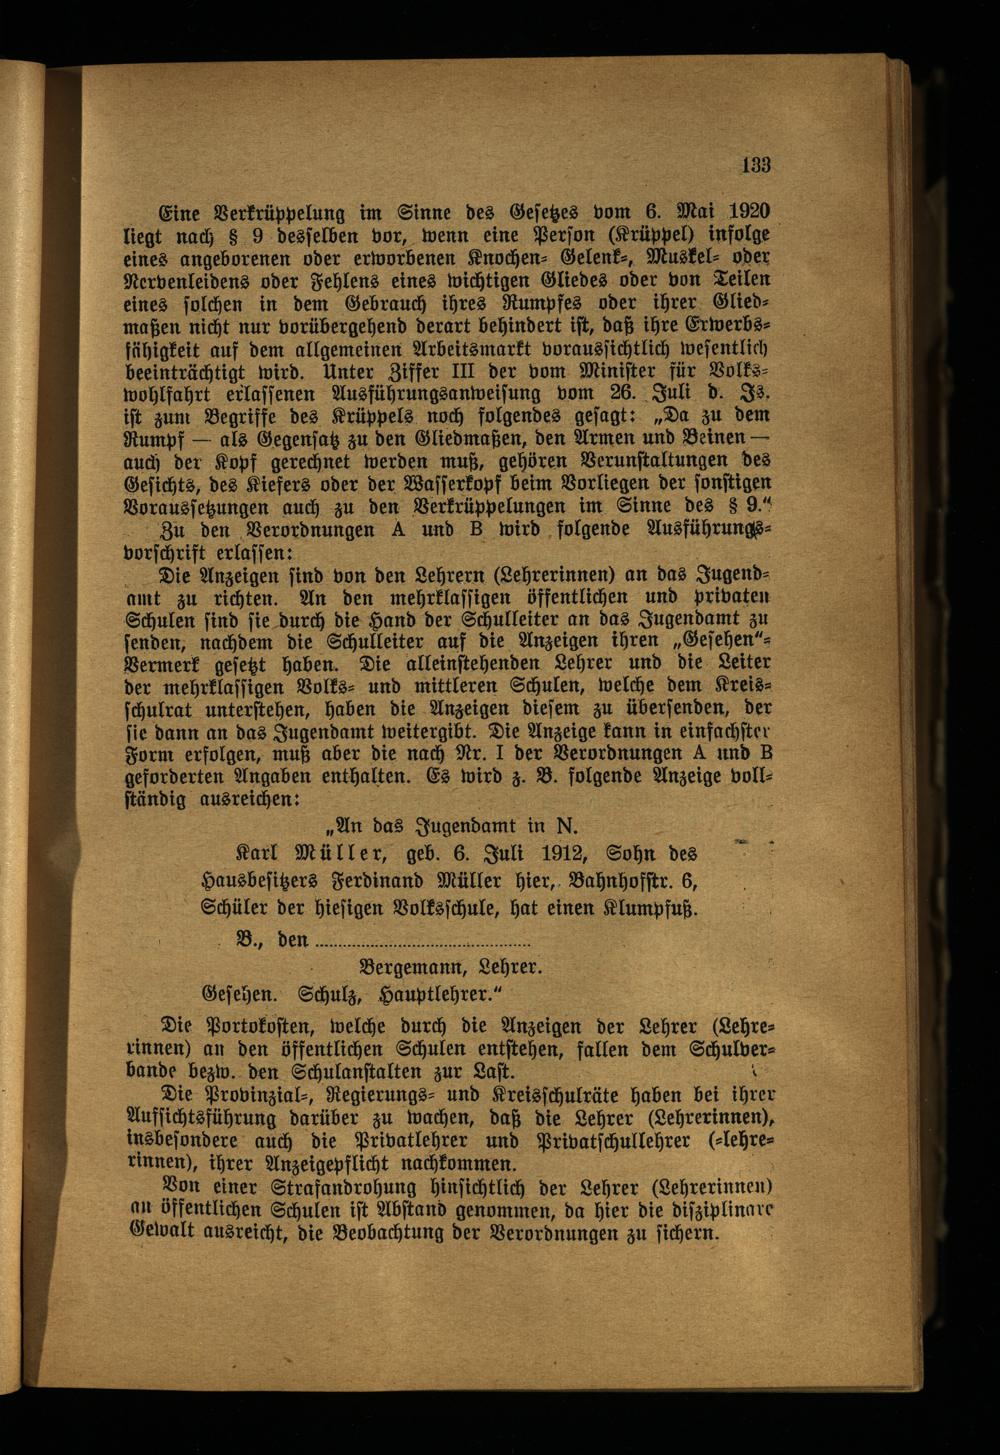 133
Eine Verkrüppelung im Sinne des Gesetzes vom 6. Mai 1920
liegt nach § 9 desselben vor, wenn eine Person (Krüppel) infolge
eines angeborenen oder erworbenen Knochen- Gelenk-, Muskel- oder
Nervenleidens oder Fehlens eines wichtigen Gliedes oder von Teilen
eines solchen in dem Gebrauch ihres Rumpfes oder ihrer Glied-
maßen nicht nur vorübergehend derart behindert ist, daß ihre Erwerbs-
fähigkeit auf dem allgemeinen Arbeitsmarkt voraussichtlich wesentlich
beeinträchtigt wird. Unter Ziffer III der vom Minister für Volks-
wohlfahrt erlassenen Ausführungsanweisung vom 26. Juli d. Js.
ist zum Begriffe des Krüppels noch folgendes gesagt: „Da zu dem
Rumpf — als Gegensatz zu den Gliedmaßen, den Armen und Beinen —
auch der Kopf gerechnet werden muß, gehören Verunstaltungen des
Gesichts, des Kiefers oder der Wasserkopf beim Vorliegen der sonstigen
Voraussetzungen auch zu den Verkrüppelungen im Sinne des § 9."
Zu den Verordnungen A und B wird folgende Ausführungs-
vorschrift erlassen:
Die Anzeigen sind von den Lehrern (Lehrerinnen) an das Jugend-
amt zu richten. An den mehrklassigen öffentlichen und privaten
Schulen sind sie durch die Hand der Schulleiter an das Jugendamt zu
senden, nachdem die Schulleiter auf die Anzeigen ihren „Gesehen"-
Vermerk gesetzt haben. Die alleinstehenden Lehrer und die Leiter
der mehrklassigen Volks- und mittleren Schulen, welche dem Kreis-
schulrat unterstehen, haben die Anzeigen diesem zu übersenden, der
sie dann an das Jugendamt weitergibt. Die Anzeige kann in einfachster
Form erfolgen, muß aber die nach Nr. I der Verordnungen A und B
geforderten Angaben enthalten. Es wird z. B. folgende Anzeige voll-
ständig ausreichen:
„An das Jugendamt in N.
Karl Müller, geb. 6. Juli 1912, Sohn des
Hausbesitzers Ferdinand Müller hier, Bahnhofstr. 6,
Schüler der hiesigen Volksschule, hat einen Klumpfuß.
B., den ........................................
Bergemann, Lehrer.
Gesehen. Schulz, Hauptlehrer."
Die Portokosten, welche durch die Anzeigen der Lehrer (Lehre-
rinnen) an den öffentlichen Schulen entstehen, fallen dem Schulver-
bande bezw. den Schulanstalten zur Last.
Die Provinzial-, Regierungs- und Kreisschulräte haben bei ihrer
Aufsichtsführung darüber zu wachen, daß die Lehrer (Lehrerinnen),
insbesondere auch die Privatlehrer und Privatschullehrer (-lehre-
rinnen), ihrer Anzeigepflicht nachkommen.
Von einer Strafandrohung hinsichtlich der Lehrer (Lehrerinnen)
an öffentlichen Schulen ist Abstand genommen, da hier die disziplinare
Gewalt ausreicht, die Beobachtung der Verordnungen zu sichern.